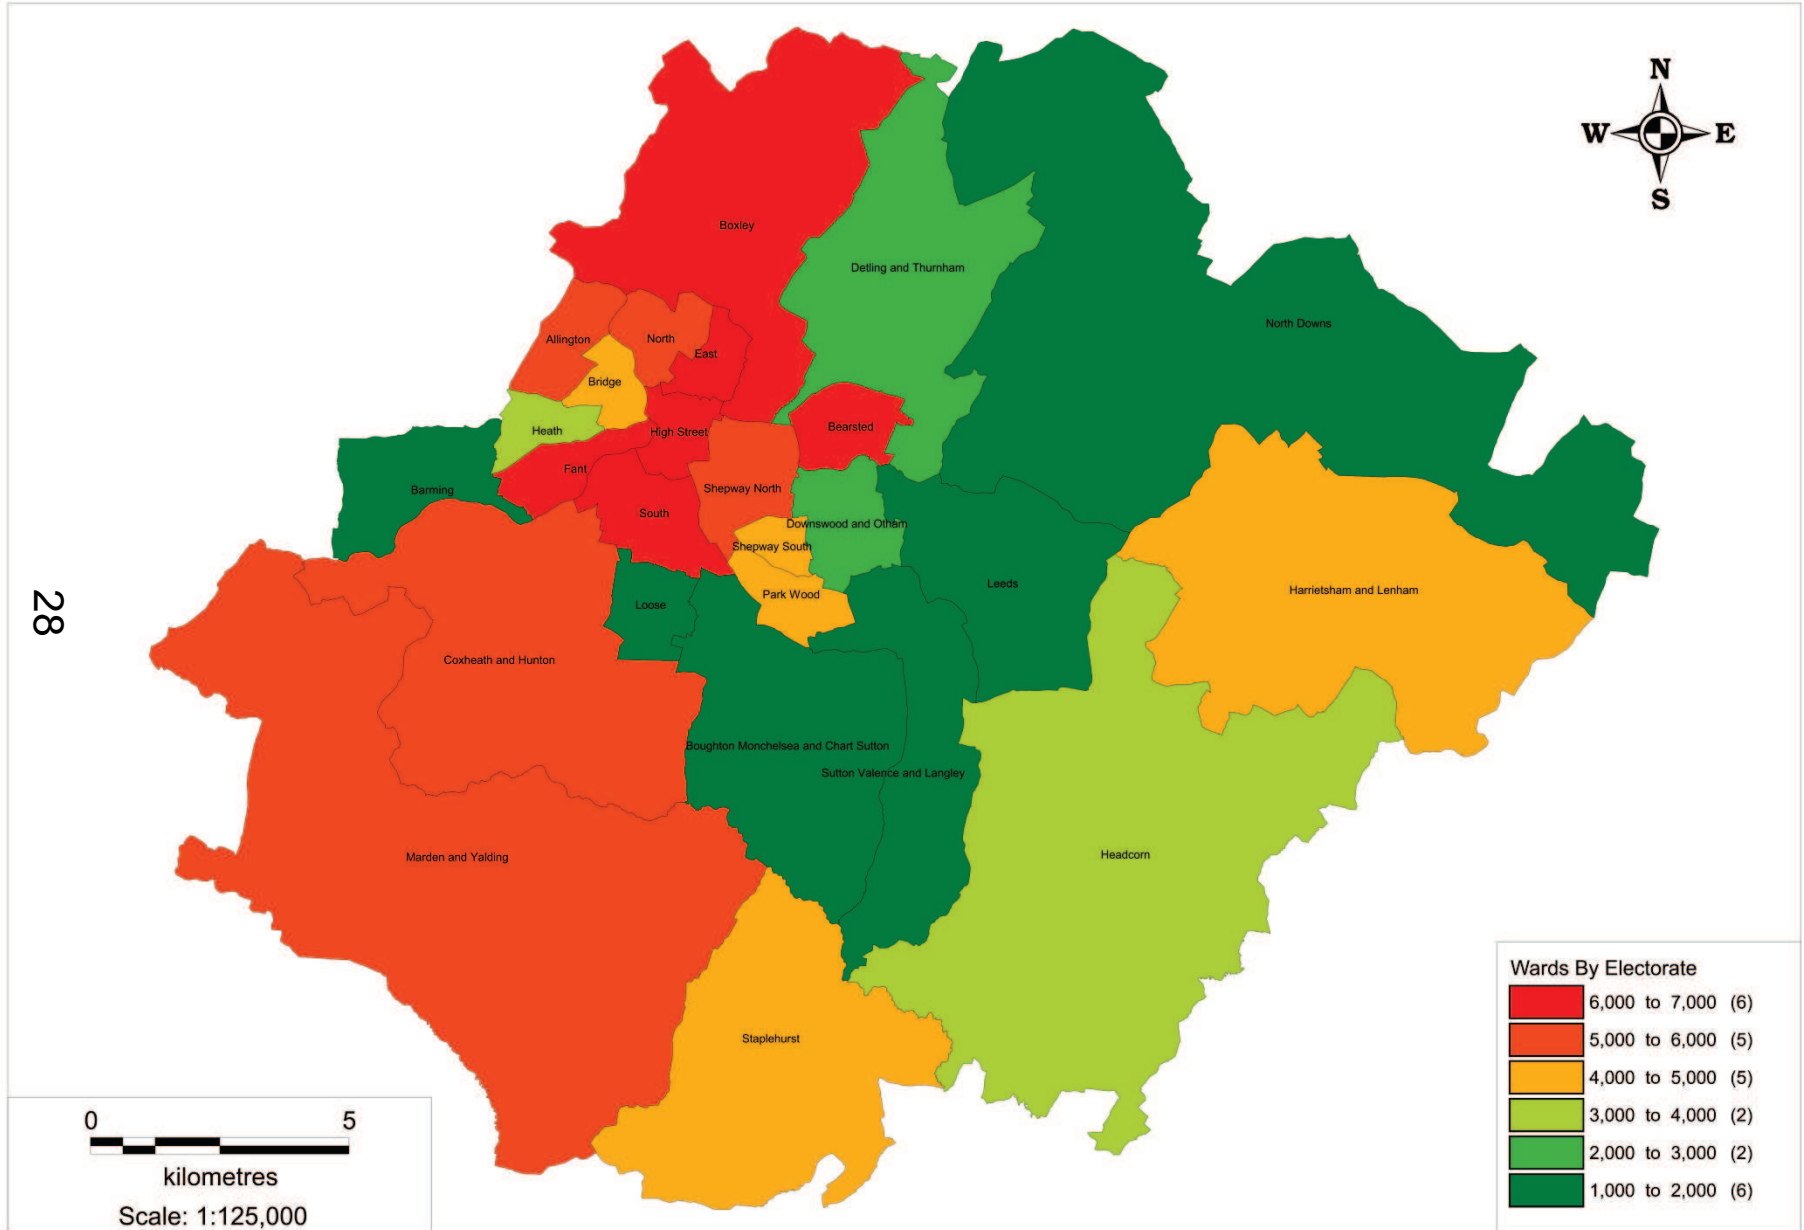 N
W E
S
Boxley
Detling and Thurnham
North Downs
Allington
North
East
Bridge
Heath
High Street
Bearsted
Fant
Barming
Shepway North
South
Downswood and Otham
Shepway South
Leeds
Harrietsham and Lenham
Park Wood
Loose
28
Coxheath and Hunton
Boughton Monchelsea and Chart Sutton
Sutton Valence and Langley
Marden and Yalding
Headcorn
Staplehurst
Wards By Electorate
6,000 to 7,000 (6)
5,000 to 6,000 (5)
4,000 to 5,000 (5)
3,000 to 4,000 (2)
2,000 to 3,000 (2)
1,000 to 2,000 (6)
0 5
kilometres
Scale: 1:125,000